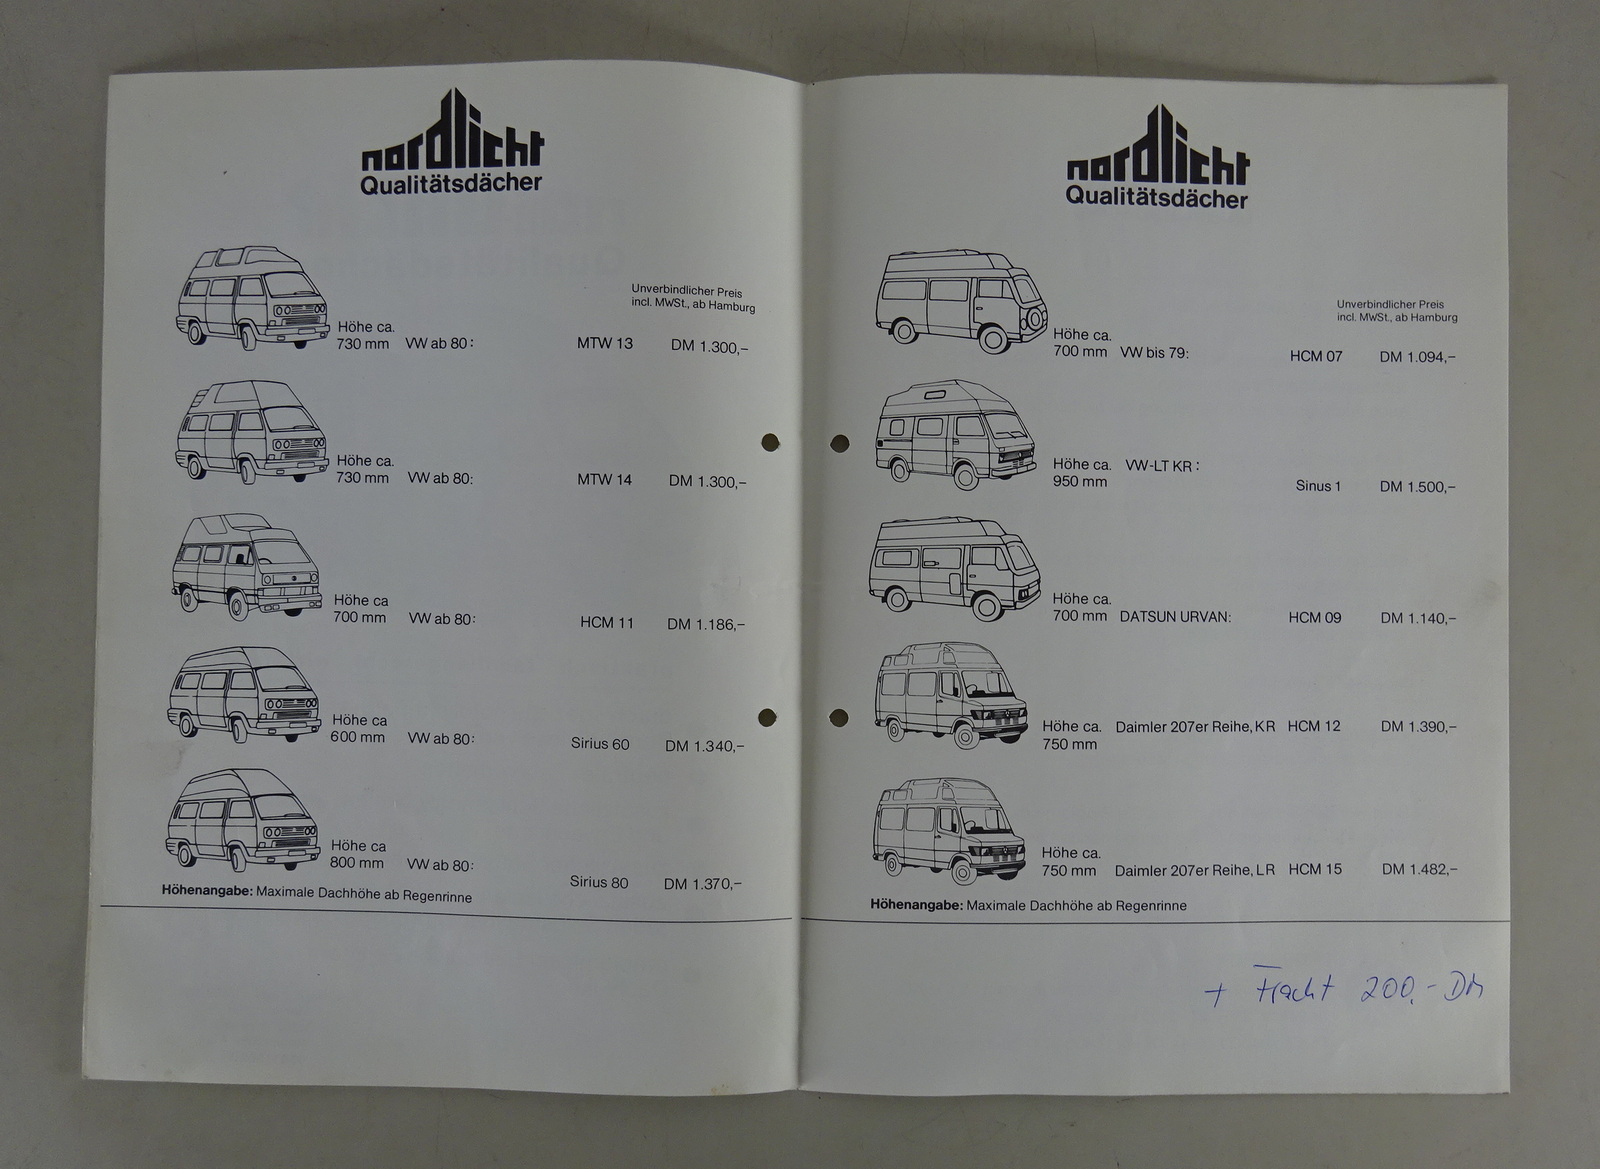 nordlicht
Qualitätsdächer
Unverbindlicher Preis
incl. MWSt., ab Hamburg
Höhe ca.
730 mm VW ab 80: MTW 13 DM 1.300,–
Höhe ca.
730 mm VW ab 80: MTW 14 DM 1.300,–
Höhe ca
700 mm VW ab 80: HCM 11 DM 1.186,–
Höhe ca
600 mm VW ab 80: Sirius 60 DM 1.340,–
Höhe ca
800 mm VW ab 80:
Sirius 80 DM 1.370,–
Höhenangabe: Maximale Dachhöhe ab Regenrinne
nordlicht
Qualitätsdächer
Unverbindlicher Preis
incl. MWSt., ab Hamburg
Höhe ca.
700 mm VW bis 79: HCM 07 DM 1.094,–
Höhe ca. VW-LT KR:
950 mm
Sinus 1 DM 1.500,–
Höhe ca.
700 mm DATSUN URVAN: HCM 09 DM 1.140,–
Höhe ca. Daimler 207er Reihe, KR HCM 12 DM 1.390,–
750 mm
Höhe ca.
750 mm Daimler 207er Reihe, LR HCM 15 DM 1.482,–
Höhenangabe: Maximale Dachhöhe ab Regenrinne
+ Fracht 200,- DM